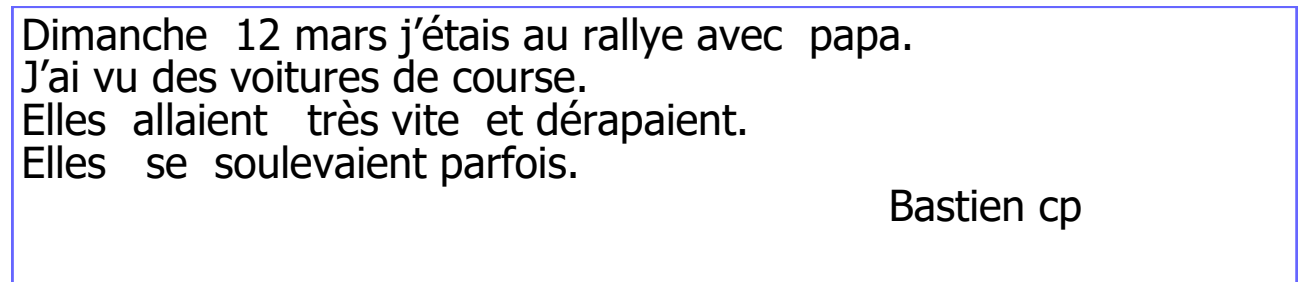 Dimanche  12 mars j’étais au rallye avec  papa.
J’ai vu des voitures de course.
Elles  allaient   très vite  et dérapaient.
Elles   se  soulevaient parfois.
Bastien cp